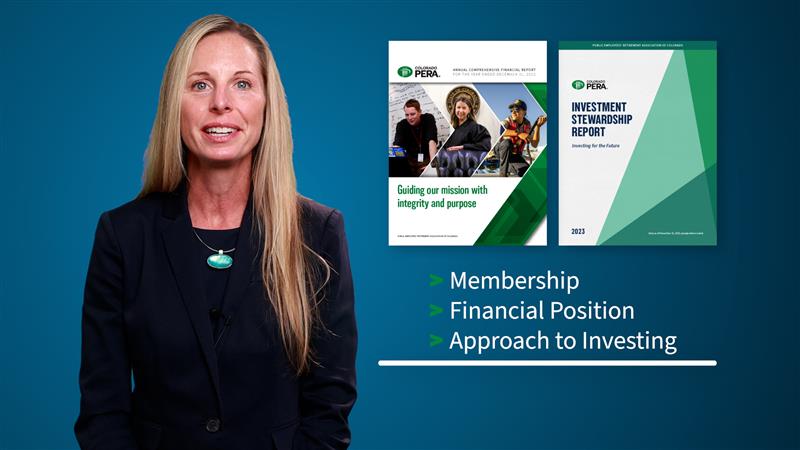 COLORADO
PERA
ANNUAL COMPREHENSIVE FINANCIAL REPORT
Guiding our mission with
integrity and purpose
PUBLIC EMPLOYEES' RETIREMENT ASSOCIATION OF COLORADO
COLORADO
PERA
INVESTMENT
STEWARDSHIP
REPORT
Investing for the Future
2023
> Membership
> Financial Position
> Approach to Investing